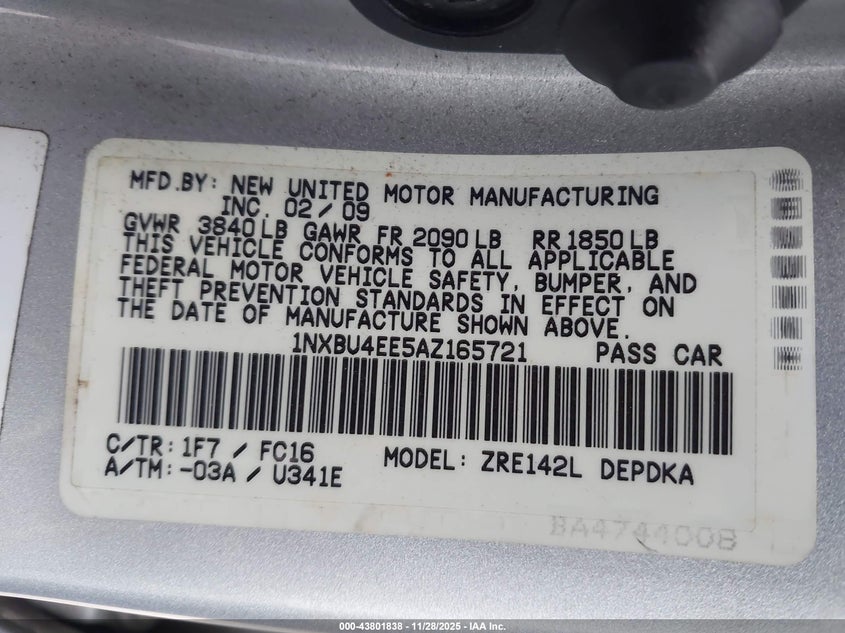 MFD.BY: NEW UNITED MOTOR MANUFACTURING
INC. 02/09
GVWR 3840LB GAWR FR 2090LB RR1850LB
THIS VEHICLE CONFORMS TO ALL APPLICABLE
FEDERAL MOTOR VEHICLE SAFETY, BUMPER, AND
THEFT PREVENTION STANDARDS IN EFFECT ON
THE DATE OF MANUFACTURE SHOWN ABOVE.
1NXBU4EE5AZ165721 PASS CAR
C/TR: 1F7 / FC16
A/TM: -03A / U341E
MODEL: ZRE142L DEPDKA
BA4744008
000-43801838 - 11/28/2025 - IAA Inc.